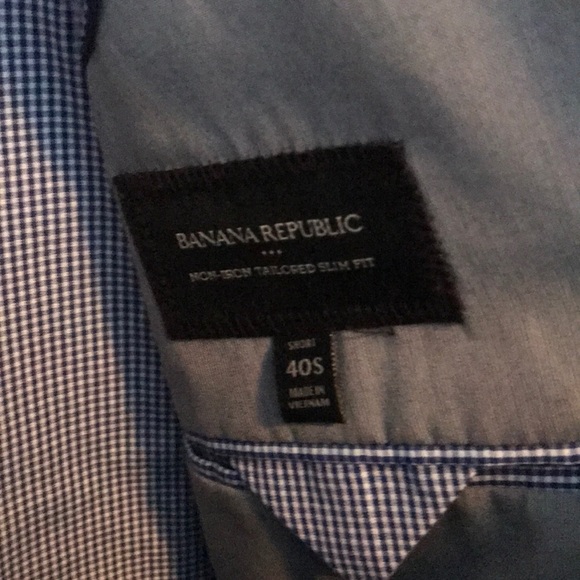 BANANA REPUBLIC
NON-IRON TAILORED SLIM FIT
SHORT
40S
MADE IN
VIETNAM